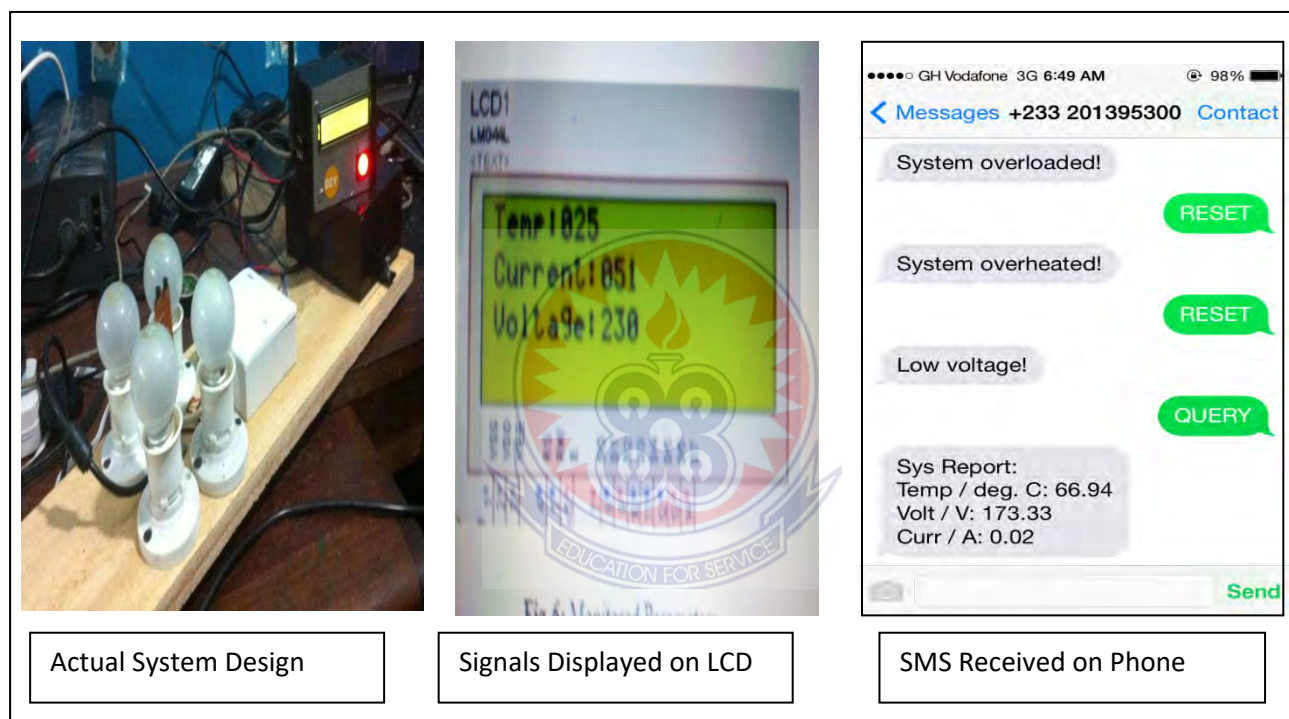 DIY
Actual System Design
LCD1
LM044L
<TEXT>
Temp:025
Current:051
Voltage:230
EDUCATION FOR SERVICE
Signals Displayed on LCD
GH Vodafone 3G 6:49 AM 98%
Messages +233 201395300 Contact
System overloaded!
RESET
System overheated!
RESET
Low voltage!
QUERY
Sys Report:
Temp / deg. C: 66.94
Volt / V: 173.33
Curr / A: 0.02
Send
SMS Received on Phone